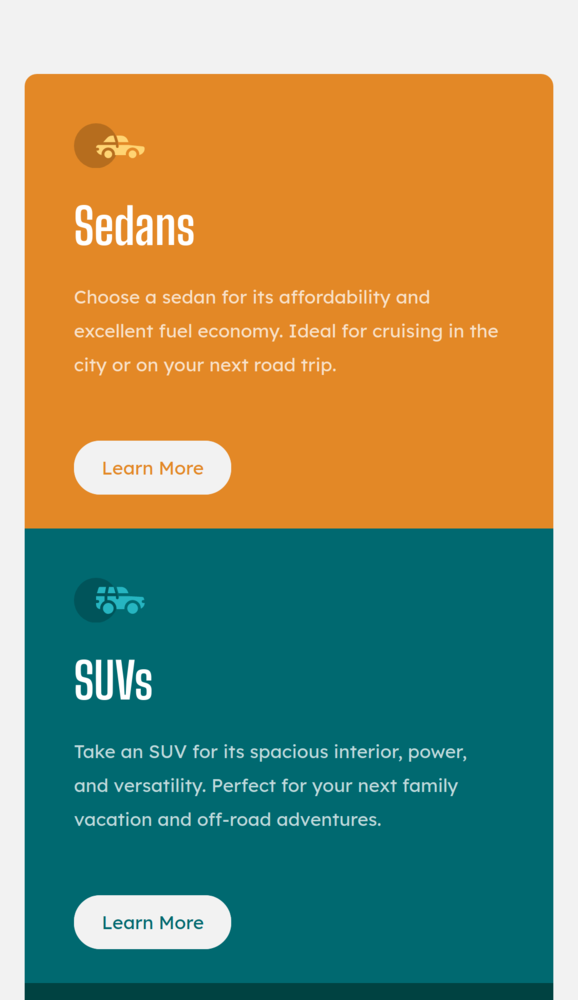 Sedans
Choose a sedan for its affordability and
excellent fuel economy. Ideal for cruising in the
city or on your next road trip.
Learn More
SUVs
Take an SUV for its spacious interior, power,
and versatility. Perfect for your next family
vacation and off-road adventures.
Learn More